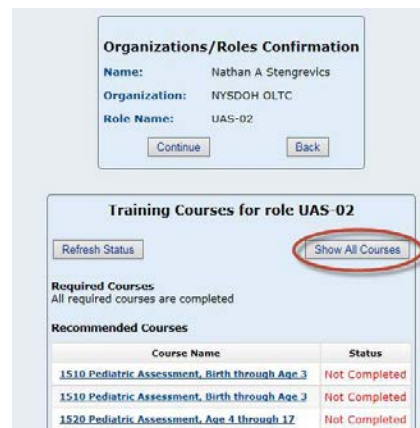 Organizations/Roles Confirmation
Name: Nathan A Stengrevics
Organization: NYSDOH OLTC
Role Name: UAS-02
Continue Back
Training Courses for role UAS-02
Refresh Status Show All Courses
Required Courses
All required courses are completed
Recommended Courses
Course Name Status
1510 Pediatric Assessment, Birth through Age 3 Not Completed
1510 Pediatric Assessment, Birth through Age 3 Not Completed
1520 Pediatric Assessment, Age 4 through 17 Not Completed